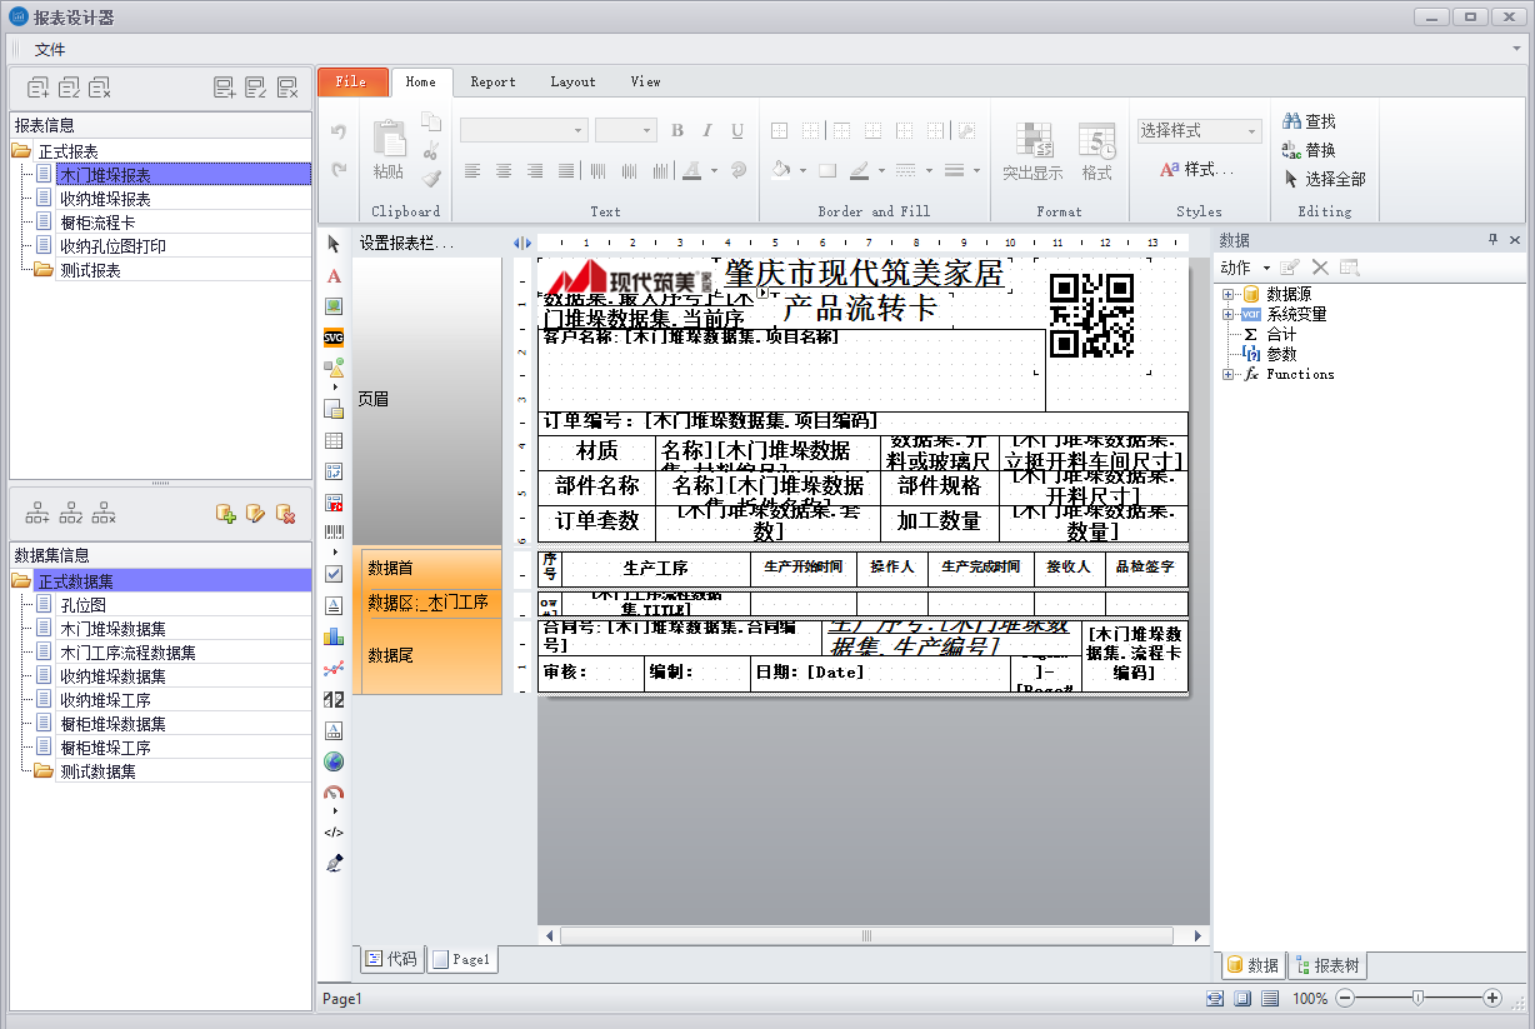 报表设计器
文件
报表信息
正式报表
木门堆垛报表
收纳堆垛报表
橱柜流程卡
收纳孔位图打印
测试报表
数据集信息
正式数据集
孔位图
木门堆垛数据集
木门工序流程数据集
收纳堆垛数据集
收纳堆垛工序
橱柜堆垛数据集
橱柜堆垛工序
测试数据集
File Home Report Layout View
粘贴
Clipboard
B I U
Text
Border and Fill
突出显示 格式
Format
选择样式
样式...
Styles
查找
替换
选择全部
Editing
设置报表栏...
1 2 3 4 5 6 7 8 9 10 11 12 13
页眉
数据首
数据区:_木门工序
数据尾
现代筑美家居
肇庆市现代筑美家居
产品流转卡
门堆垛数据集.当前序
客户名称:[木门堆垛数据集.项目名称]
订单编号:[木门堆垛数据集.项目编码]
材质 名称][木门堆垛数据 数据集.开料或玻璃尺 [木门堆垛数据集.立挺开料车间尺寸]
部件名称 名称][木门堆垛数据 部件规格 [木门堆垛数据集.开料尺寸]
订单套数 [木门堆垛数据集.套数] 加工数量 [木门堆垛数据集.数量]
序号 生产工序 生产开始时间 操作人 生产完成时间 接收人 品检签字
[木门工序流程数据集.TITLE]
合同号:[木门堆垛数据集.合同编号]
生产序号:[木门堆垛数据集.生产编号]
[木门堆垛数据集.流程卡编码]
审核: 编制: 日期:[Date]
代码 Page1
Page1
数据
动作
数据源
系统变量
合计
参数
Functions
数据 报表树
100%